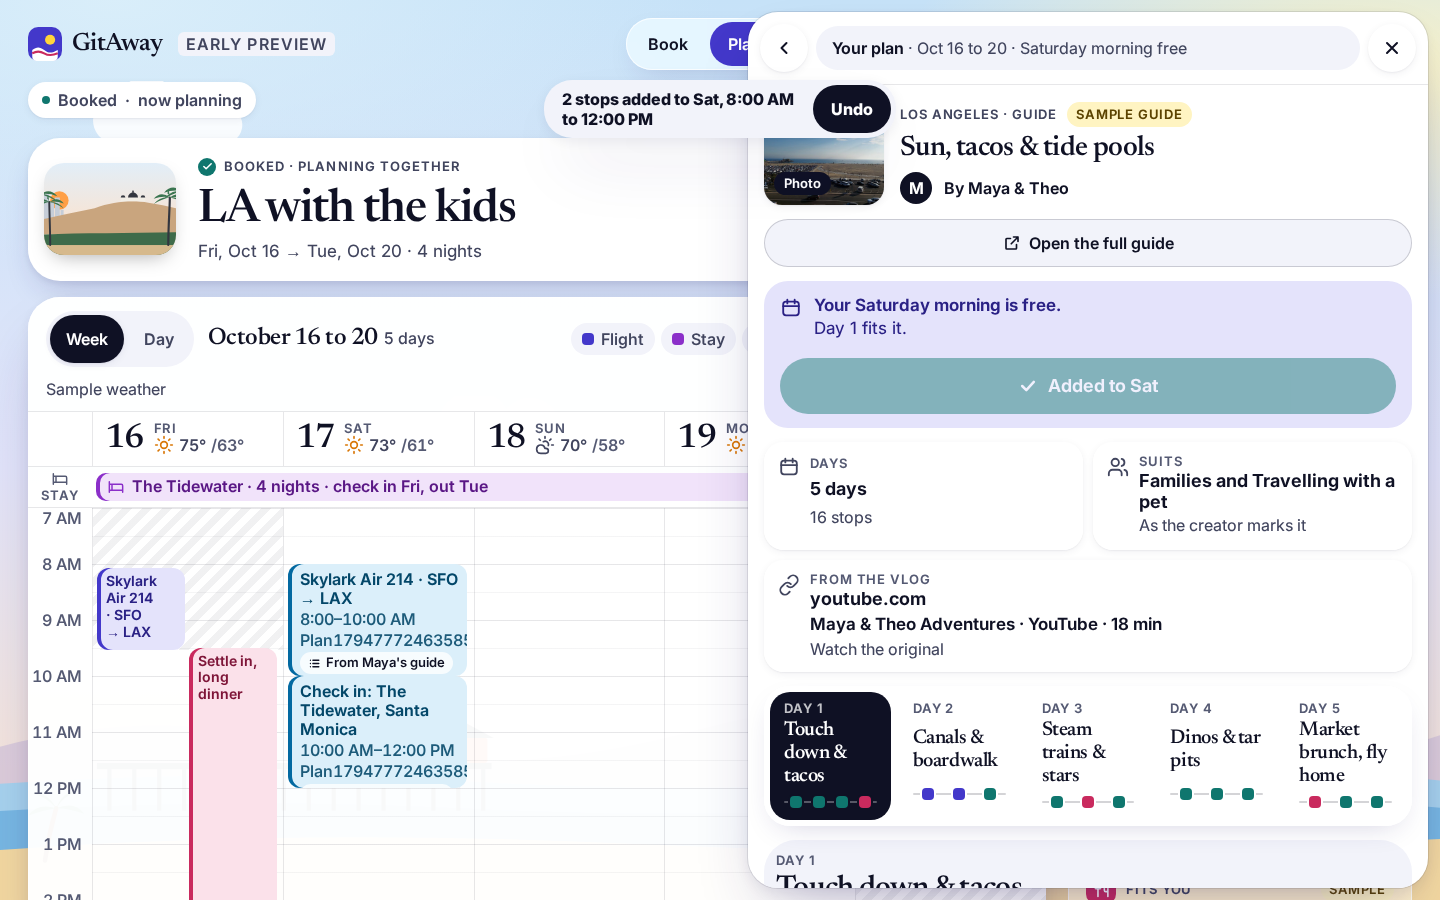 GitAway
EARLY PREVIEW
Book
Booked · now planning
2 stops added to Sat, 8:00 AM
to 12:00 PM
Undo
BOOKED · PLANNING TOGETHER
LA with the kids
Fri, Oct 16 → Tue, Oct 20 · 4 nights
Week
Day
October 16 to 20 5 days
Flight
Stay
Sample weather
16 FRI
75° /63°
17 SAT
73° /61°
18 SUN
70° /58°
19
STAY
The Tidewater · 4 nights · check in Fri, out Tue
7 AM
8 AM
9 AM
10 AM
11 AM
12 PM
1 PM
Skylark
Air 214
· SFO
→ LAX
Settle in,
long
dinner
Skylark Air 214 · SFO
→ LAX
8:00–10:00 AM
Plan17947772463585
From Maya's guide
Check in: The
Tidewater, Santa
Monica
10:00 AM–12:00 PM
Plan17947772463585
Your plan · Oct 16 to 20 · Saturday morning free
LOS ANGELES · GUIDE
SAMPLE GUIDE
Sun, tacos & tide pools
Photo
M
By Maya & Theo
Open the full guide
Your Saturday morning is free.
Day 1 fits it.
Added to Sat
DAYS
5 days
16 stops
SUITS
Families and Travelling with a
pet
As the creator marks it
FROM THE VLOG
youtube.com
Maya & Theo Adventures · YouTube · 18 min
Watch the original
DAY 1
Touch
down &
tacos
DAY 2
Canals &
boardwalk
DAY 3
Steam
trains &
stars
DAY 4
Dinos & tar
pits
DAY 5
Market
brunch, fly
home
DAY 1
Touch down & tacos
FITS YOU
SAMPLE